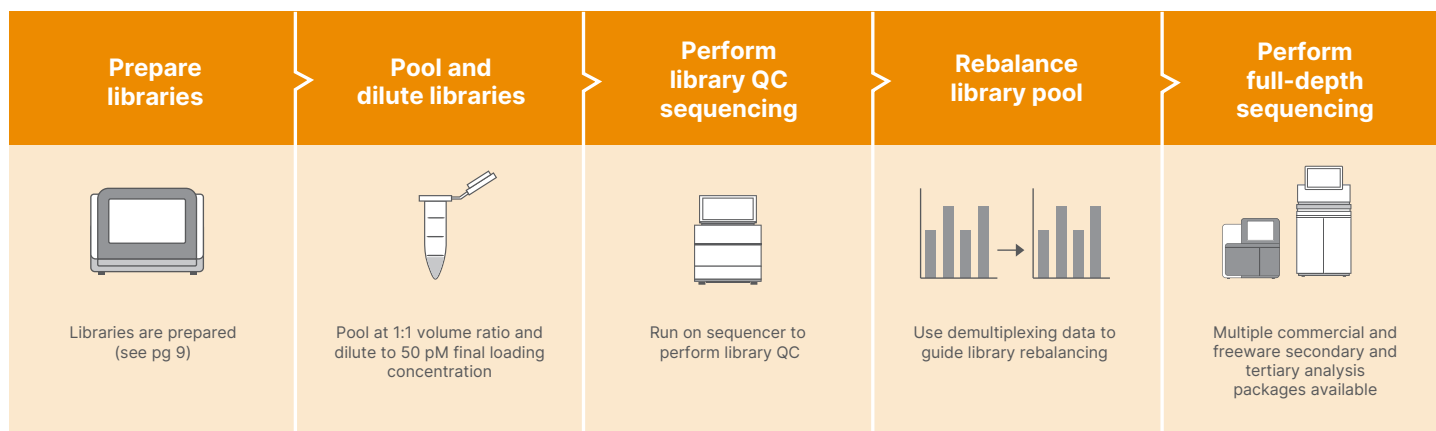 Prepare
libraries
Pool and
dilute libraries
Perform
library QC
sequencing
Rebalance
library pool
Perform
full-depth
sequencing
Libraries are prepared
(see pg 9)
Pool at 1:1 volume ratio and
dilute to 50 pM final loading
concentration
Run on sequencer to
perform library QC
Use demultiplexing data to
guide library rebalancing
Multiple commercial and
freeware secondary and
tertiary analysis
packages available